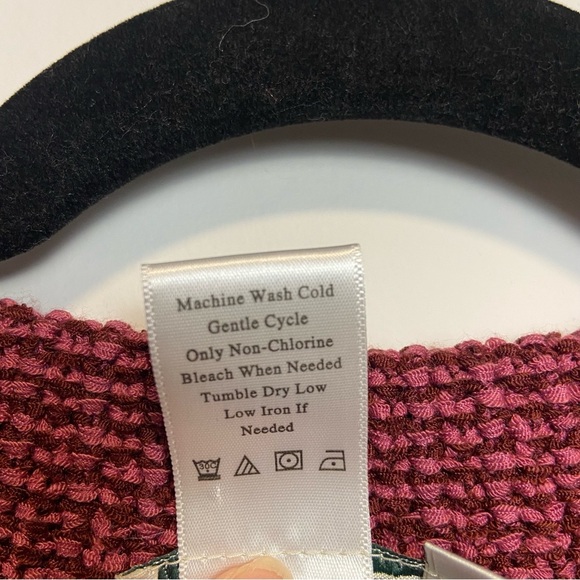 Machine Wash Cold
Gentle Cycle
Only Non-Chlorine
Bleach When Needed
Tumble Dry Low
Low Iron If
Needed